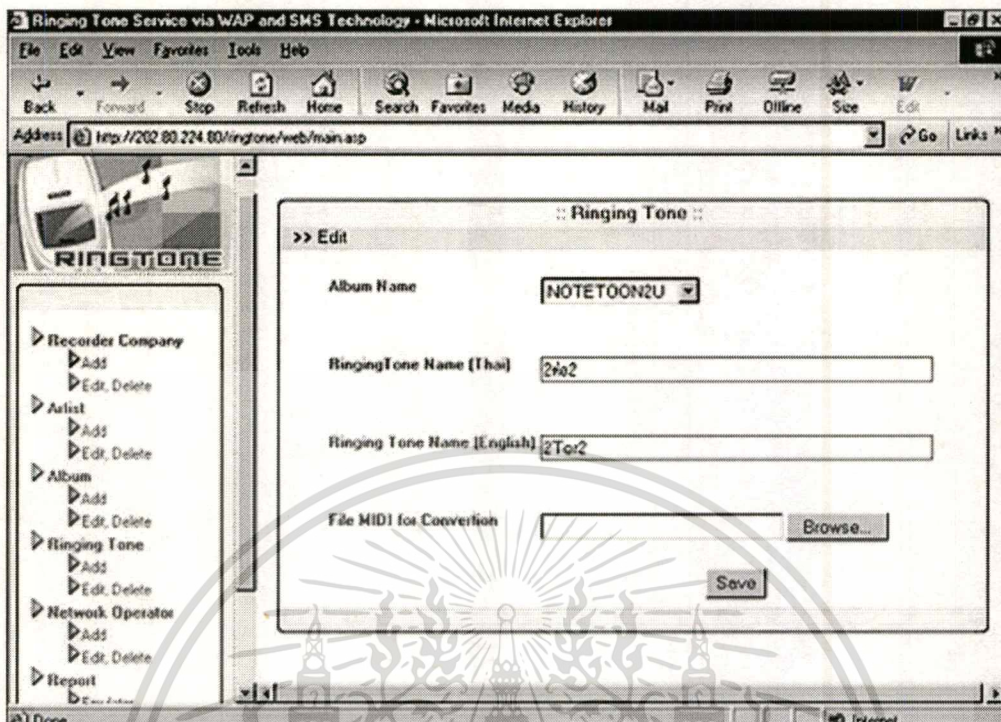 Ringing Tone Service via WAP and SMS Technology - Microsoft Internet Explorer
File Edit View Favorites Tools Help
Back Forward Stop Refresh Home Search Favorites Media History Mail Print Offline Size Edit
Address http://202.80.224.80/ringtone/web/main.asp Go Links
RINGTONE
Recorder Company
Add
Edit, Delete
Artist
Add
Edit, Delete
Album
Add
Edit, Delete
Ringing Tone
Add
Edit, Delete
Network Operator
Add
Edit, Delete
Report
:: Ringing Tone ::
>> Edit
Album Name NOTETOON2U
RingingTone Name (Thai) 2ต่อ2
Ringing Tone Name (English) 2Tor2
File MIDI for Convertion Browse...
Save
Done Internet